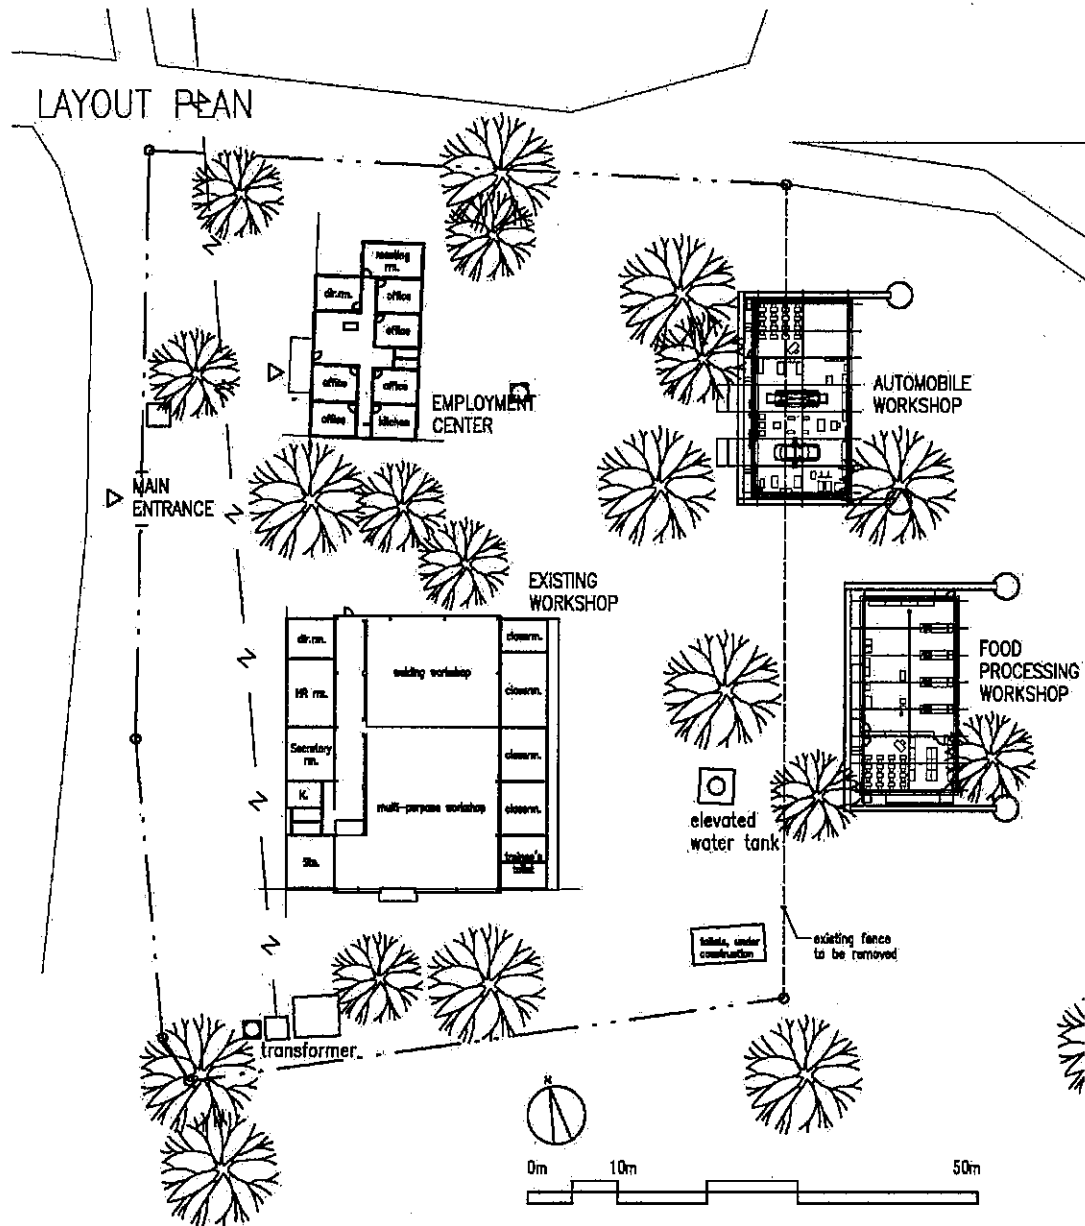 LAYOUT PLAN
meeting
rm.
dir.rm.
office
office
office
office
office
kitchen
EMPLOYMENT
CENTER
AUTOMOBILE
WORKSHOP
MAIN
ENTRANCE
EXISTING
WORKSHOP
dir.rm.
welding workshop
classrm.
HR rm.
classrm.
Secretary
rm.
classrm.
K.
multi-purpose workshop
classrm.
Sto.
trainee's
toilet
FOOD
PROCESSING
WORKSHOP
elevated
water tank
toilets, under
construction
existing fence
to be removed
transformer
N
0m
10m
50m
N
N
N
N
N
N